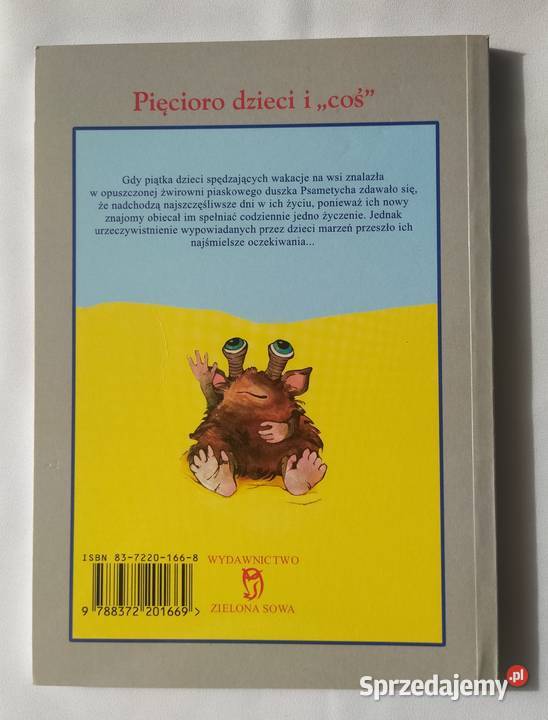 Pięcioro dzieci i „coś”
Gdy piątka dzieci spędzających wakacje na wsi znalazła
w opuszczonej żwirowni piaskowego duszka Psametycha zdawało się,
że nadchodzą najszczęśliwsze dni w ich życiu, ponieważ ich nowy
znajomy obiecał im spełniać codziennie jedno życzenie. Jednak
urzeczywistnienie wypowiadanych przez dzieci marzeń przeszło ich
najśmielsze oczekiwania...
ISBN 83-7220-166-8
9 788372 201669 >
WYDAWNICTWO
ZIELONA SOWA
Sprzedajemy.pl